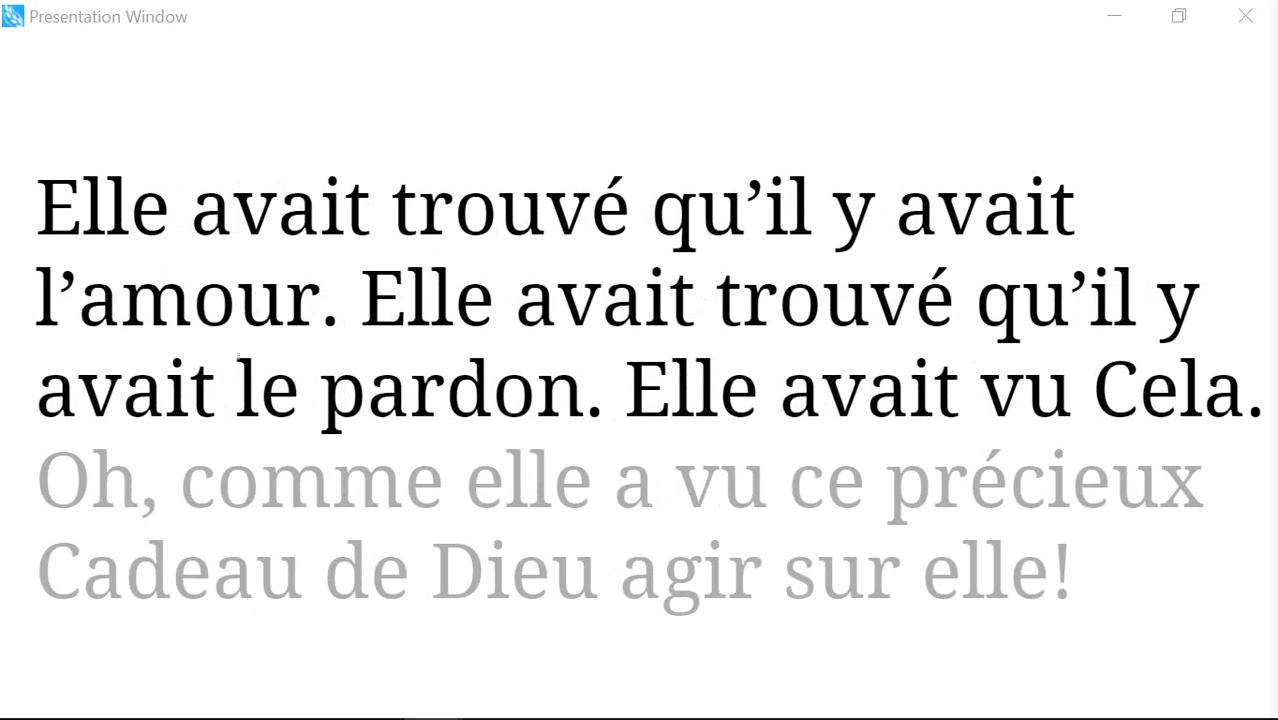 Presentation Window
Elle avait trouvé qu’il y avait
l’amour. Elle avait trouvé qu’il y
avait le pardon. Elle avait vu Cela.
Oh, comme elle a vu ce précieux
Cadeau de Dieu agir sur elle!